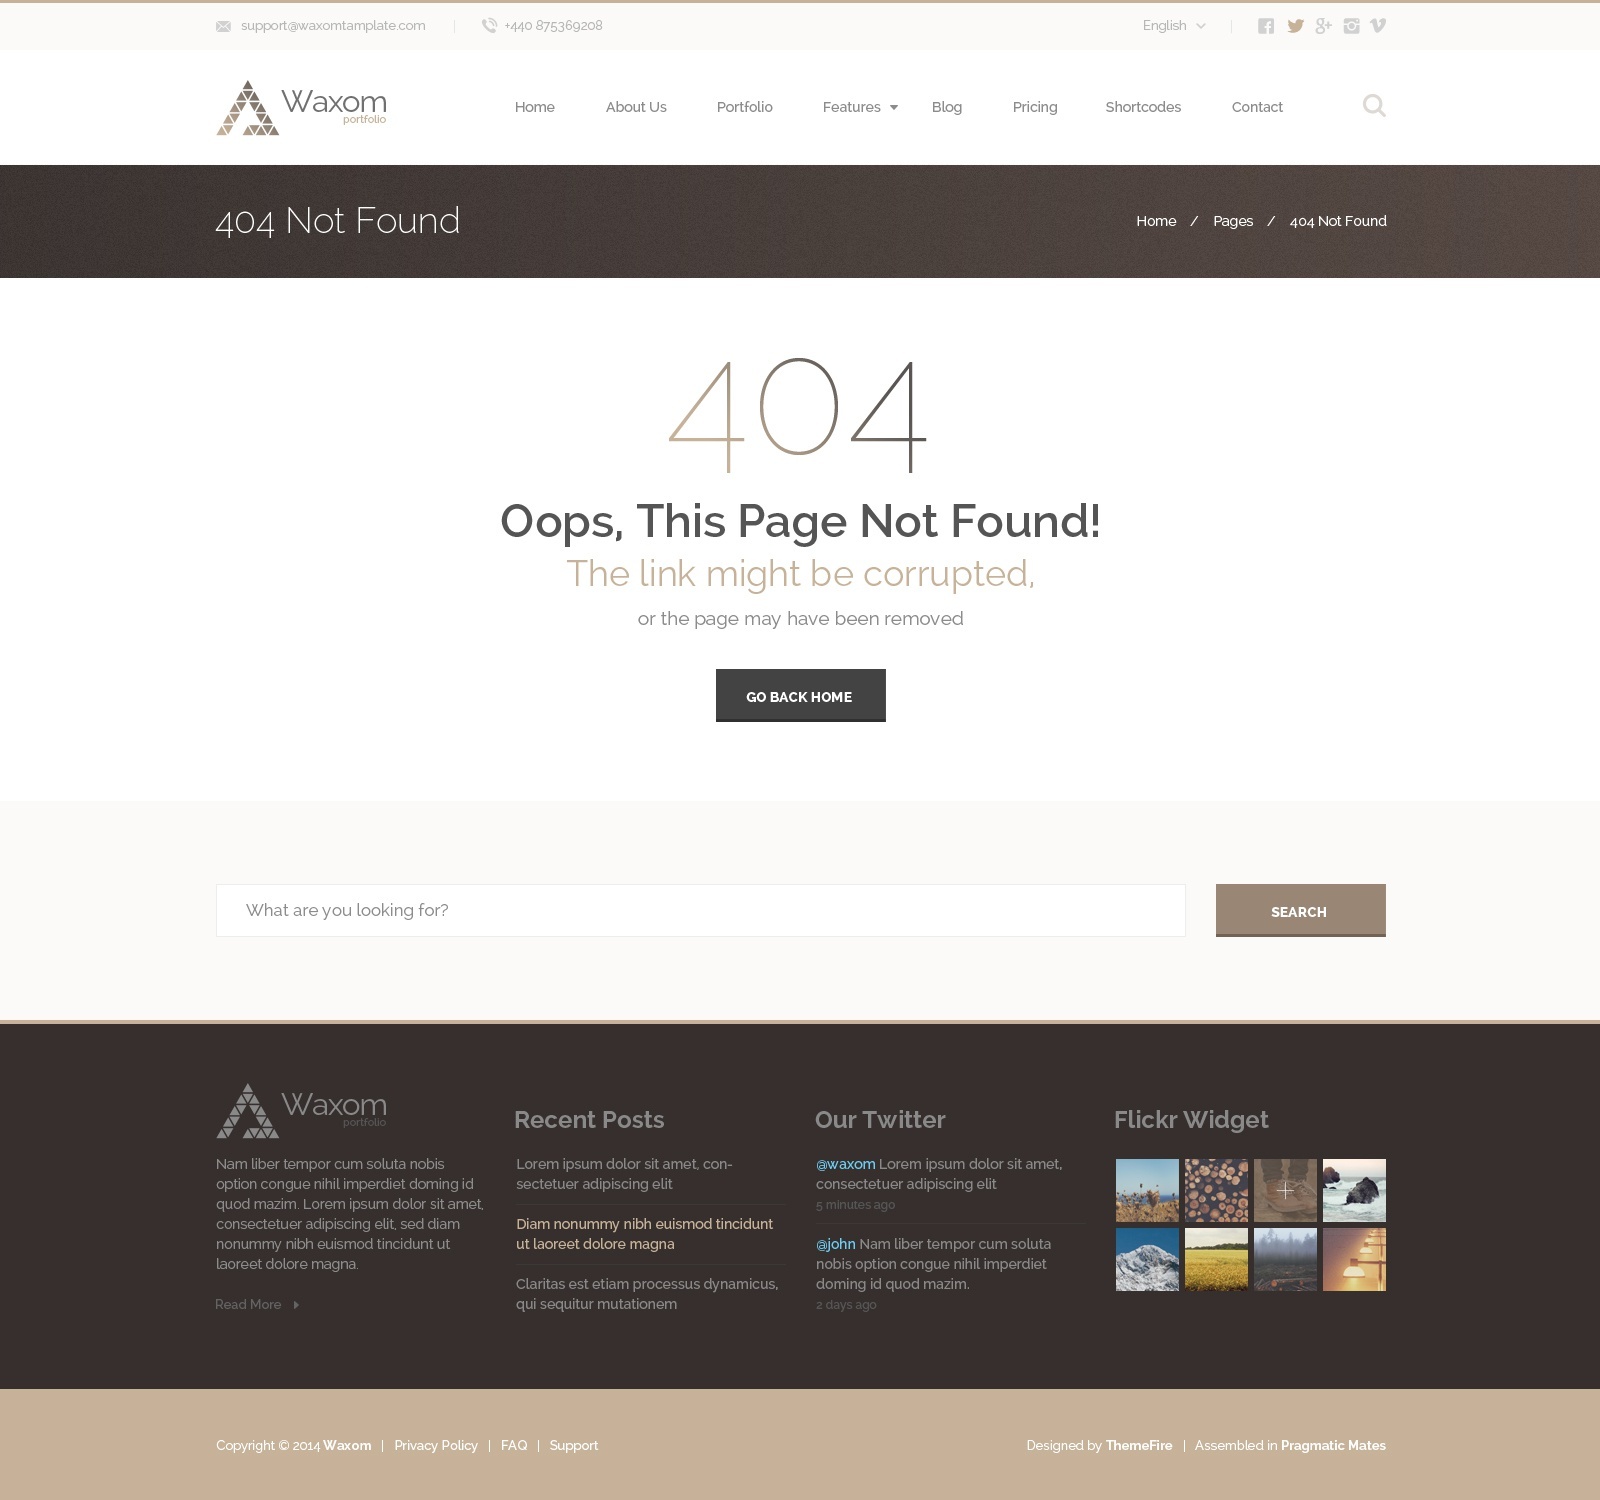 support@waxomtamplate.com
+440 875369208
English
Waxom
portfolio
Home
About Us
Portfolio
Features
Blog
Pricing
Shortcodes
Contact
404 Not Found
Home / Pages / 404 Not Found
404
Oops, This Page Not Found!
The link might be corrupted,
or the page may have been removed
GO BACK HOME
What are you looking for?
SEARCH
Waxom
portfolio
Nam liber tempor cum soluta nobis
option congue nihil imperdiet doming id
quod mazim. Lorem ipsum dolor sit amet,
consectetuer adipiscing elit, sed diam
nonummy nibh euismod tincidunt ut
laoreet dolore magna.
Read More
Recent Posts
Lorem ipsum dolor sit amet, con-
sectetuer adipiscing elit
Diam nonummy nibh euismod tincidunt
ut laoreet dolore magna
Claritas est etiam processus dynamicus,
qui sequitur mutationem
Our Twitter
@waxom Lorem ipsum dolor sit amet,
consectetuer adipiscing elit
5 minutes ago
@john Nam liber tempor cum soluta
nobis option congue nihil imperdiet
doming id quod mazim.
2 days ago
Flickr Widget
Copyright © 2014 Waxom | Privacy Policy | FAQ | Support
Designed by ThemeFire | Assembled in Pragmatic Mates